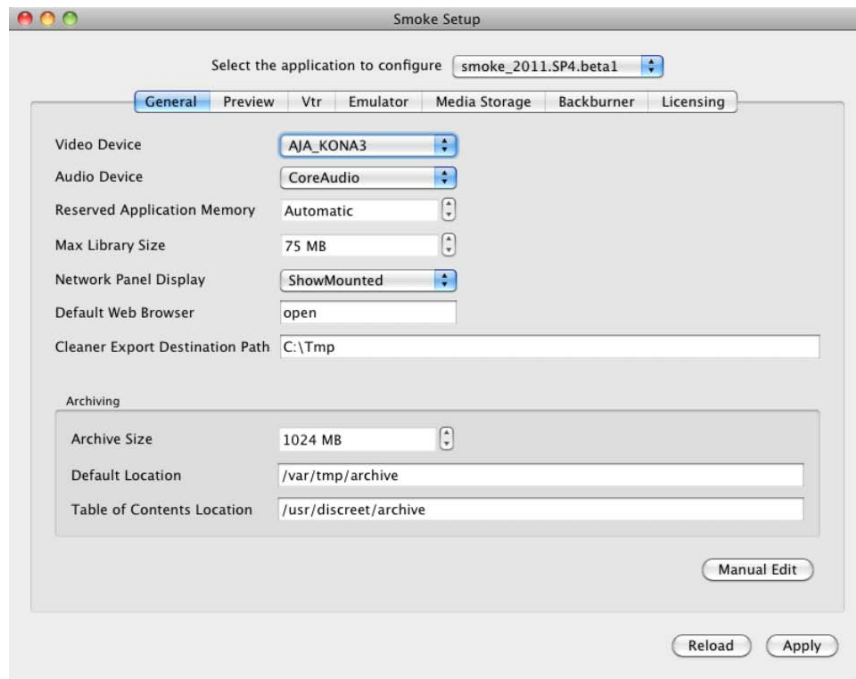 Smoke Setup
Select the application to configure smoke_2011.SP4.beta1
General Preview Vtr Emulator Media Storage Backburner Licensing
Video Device AJA_KONA3
Audio Device CoreAudio
Reserved Application Memory Automatic
Max Library Size 75 MB
Network Panel Display ShowMounted
Default Web Browser open
Cleaner Export Destination Path C:\Tmp
Archiving
Archive Size 1024 MB
Default Location /var/tmp/archive
Table of Contents Location /usr/discreet/archive
Manual Edit
Reload Apply